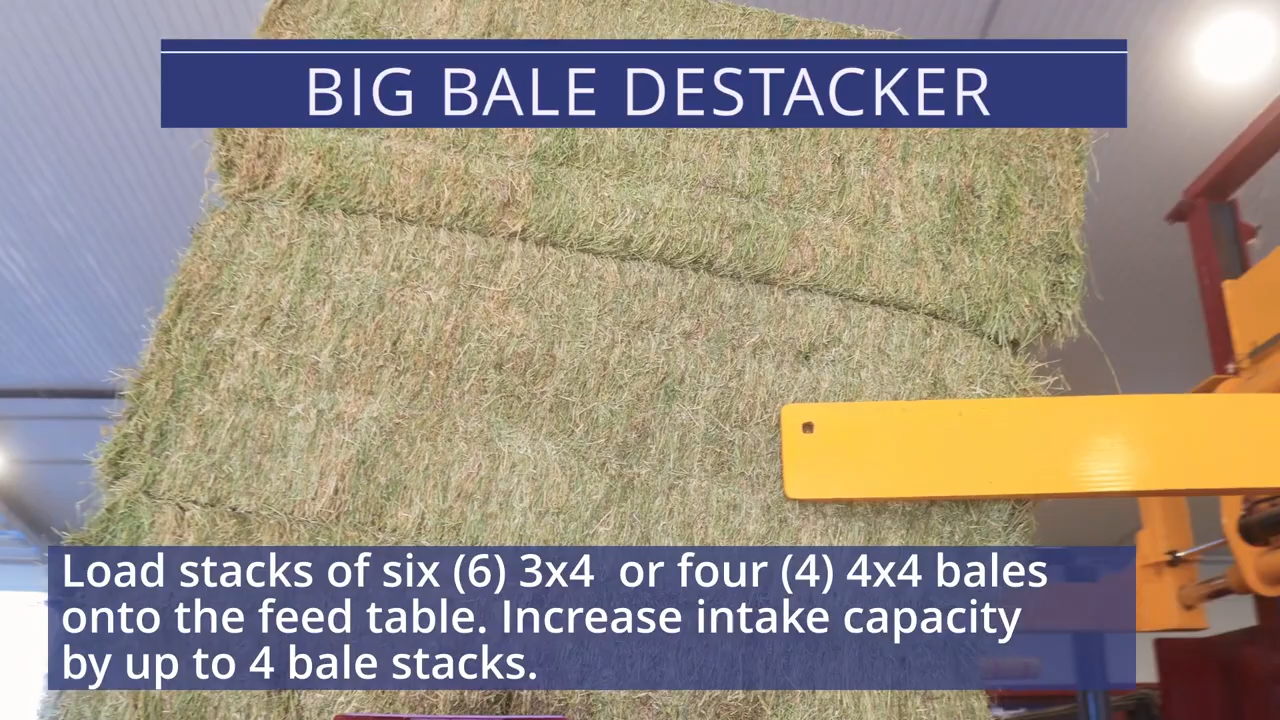 BIG BALE DESTACKER
Load stacks of six (6) 3x4  or four (4) 4x4 bales
onto the feed table. Increase intake capacity
by up to 4 bale stacks.